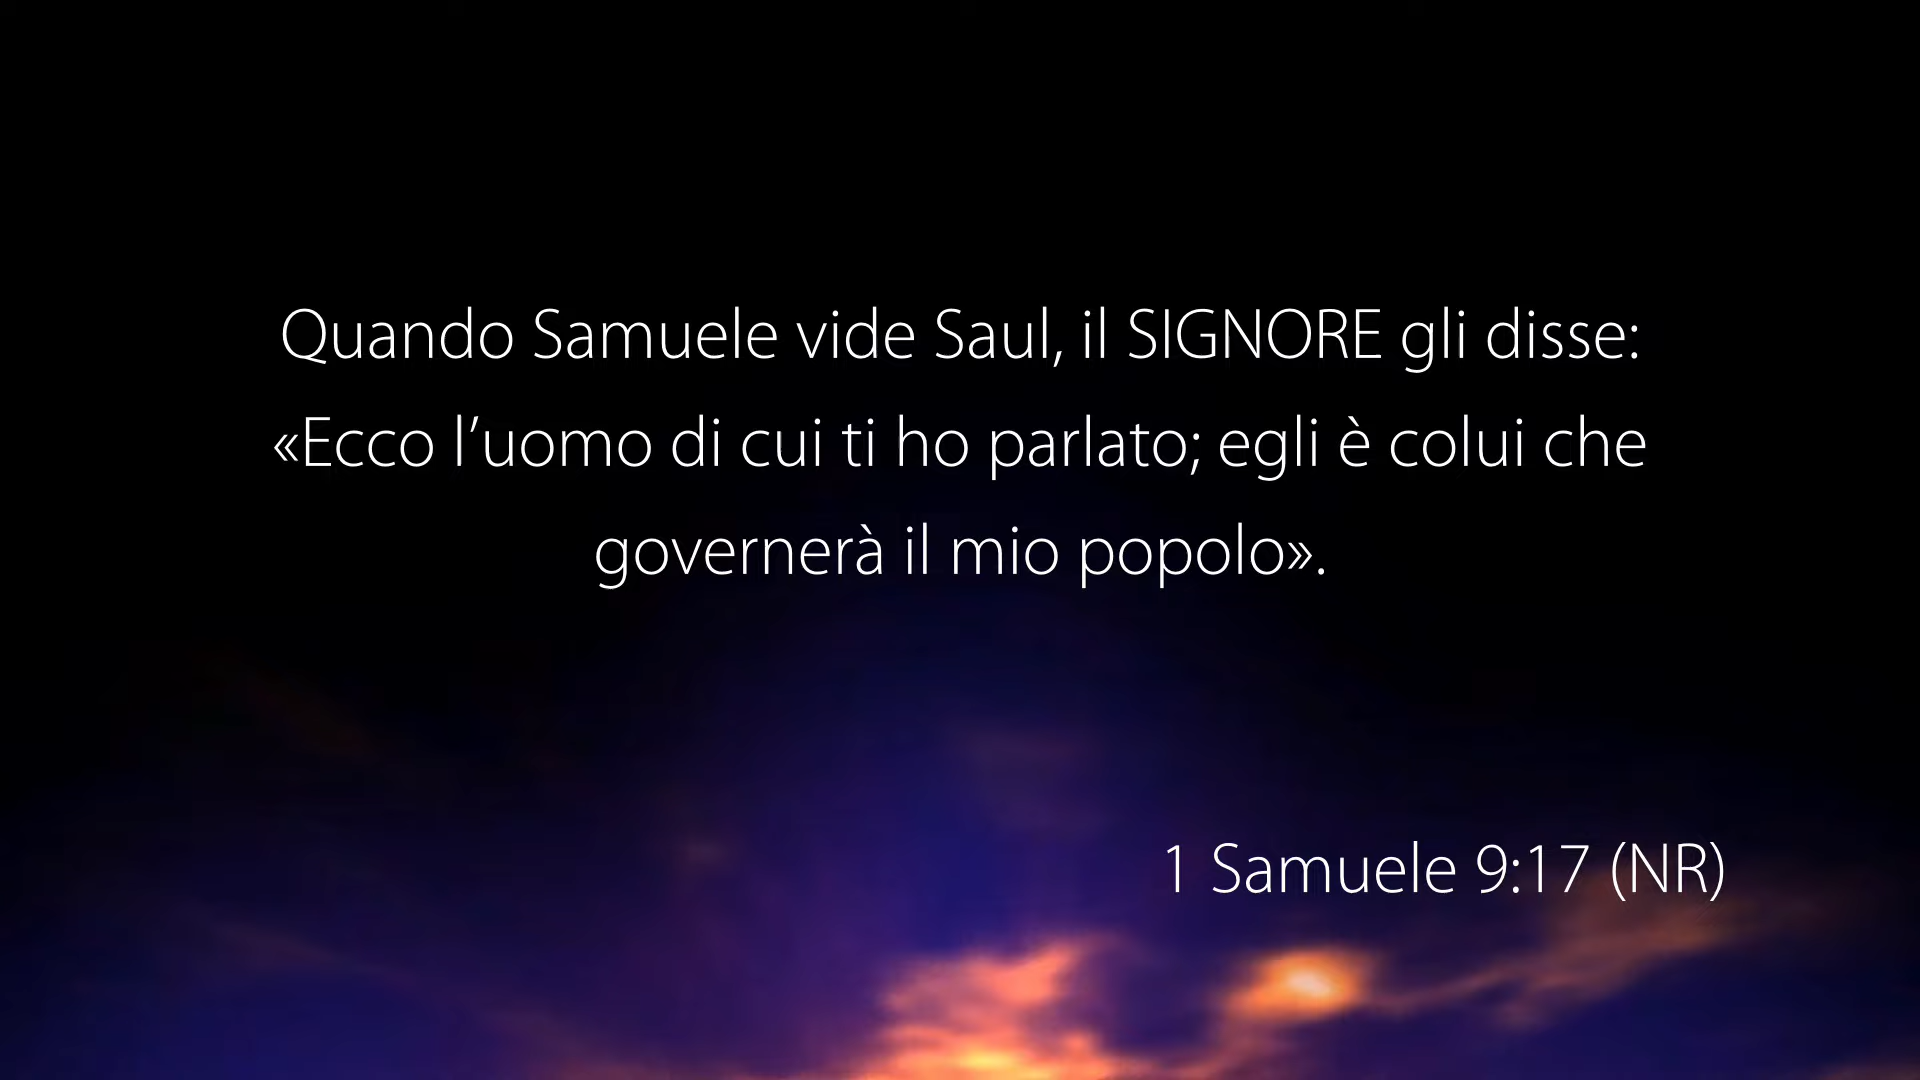 Quando Samuele vide Saul, il SIGNORE gli disse:
«Ecco l’uomo di cui ti ho parlato; egli è colui che
governerà il mio popolo».
1 Samuele 9:17 (NR)